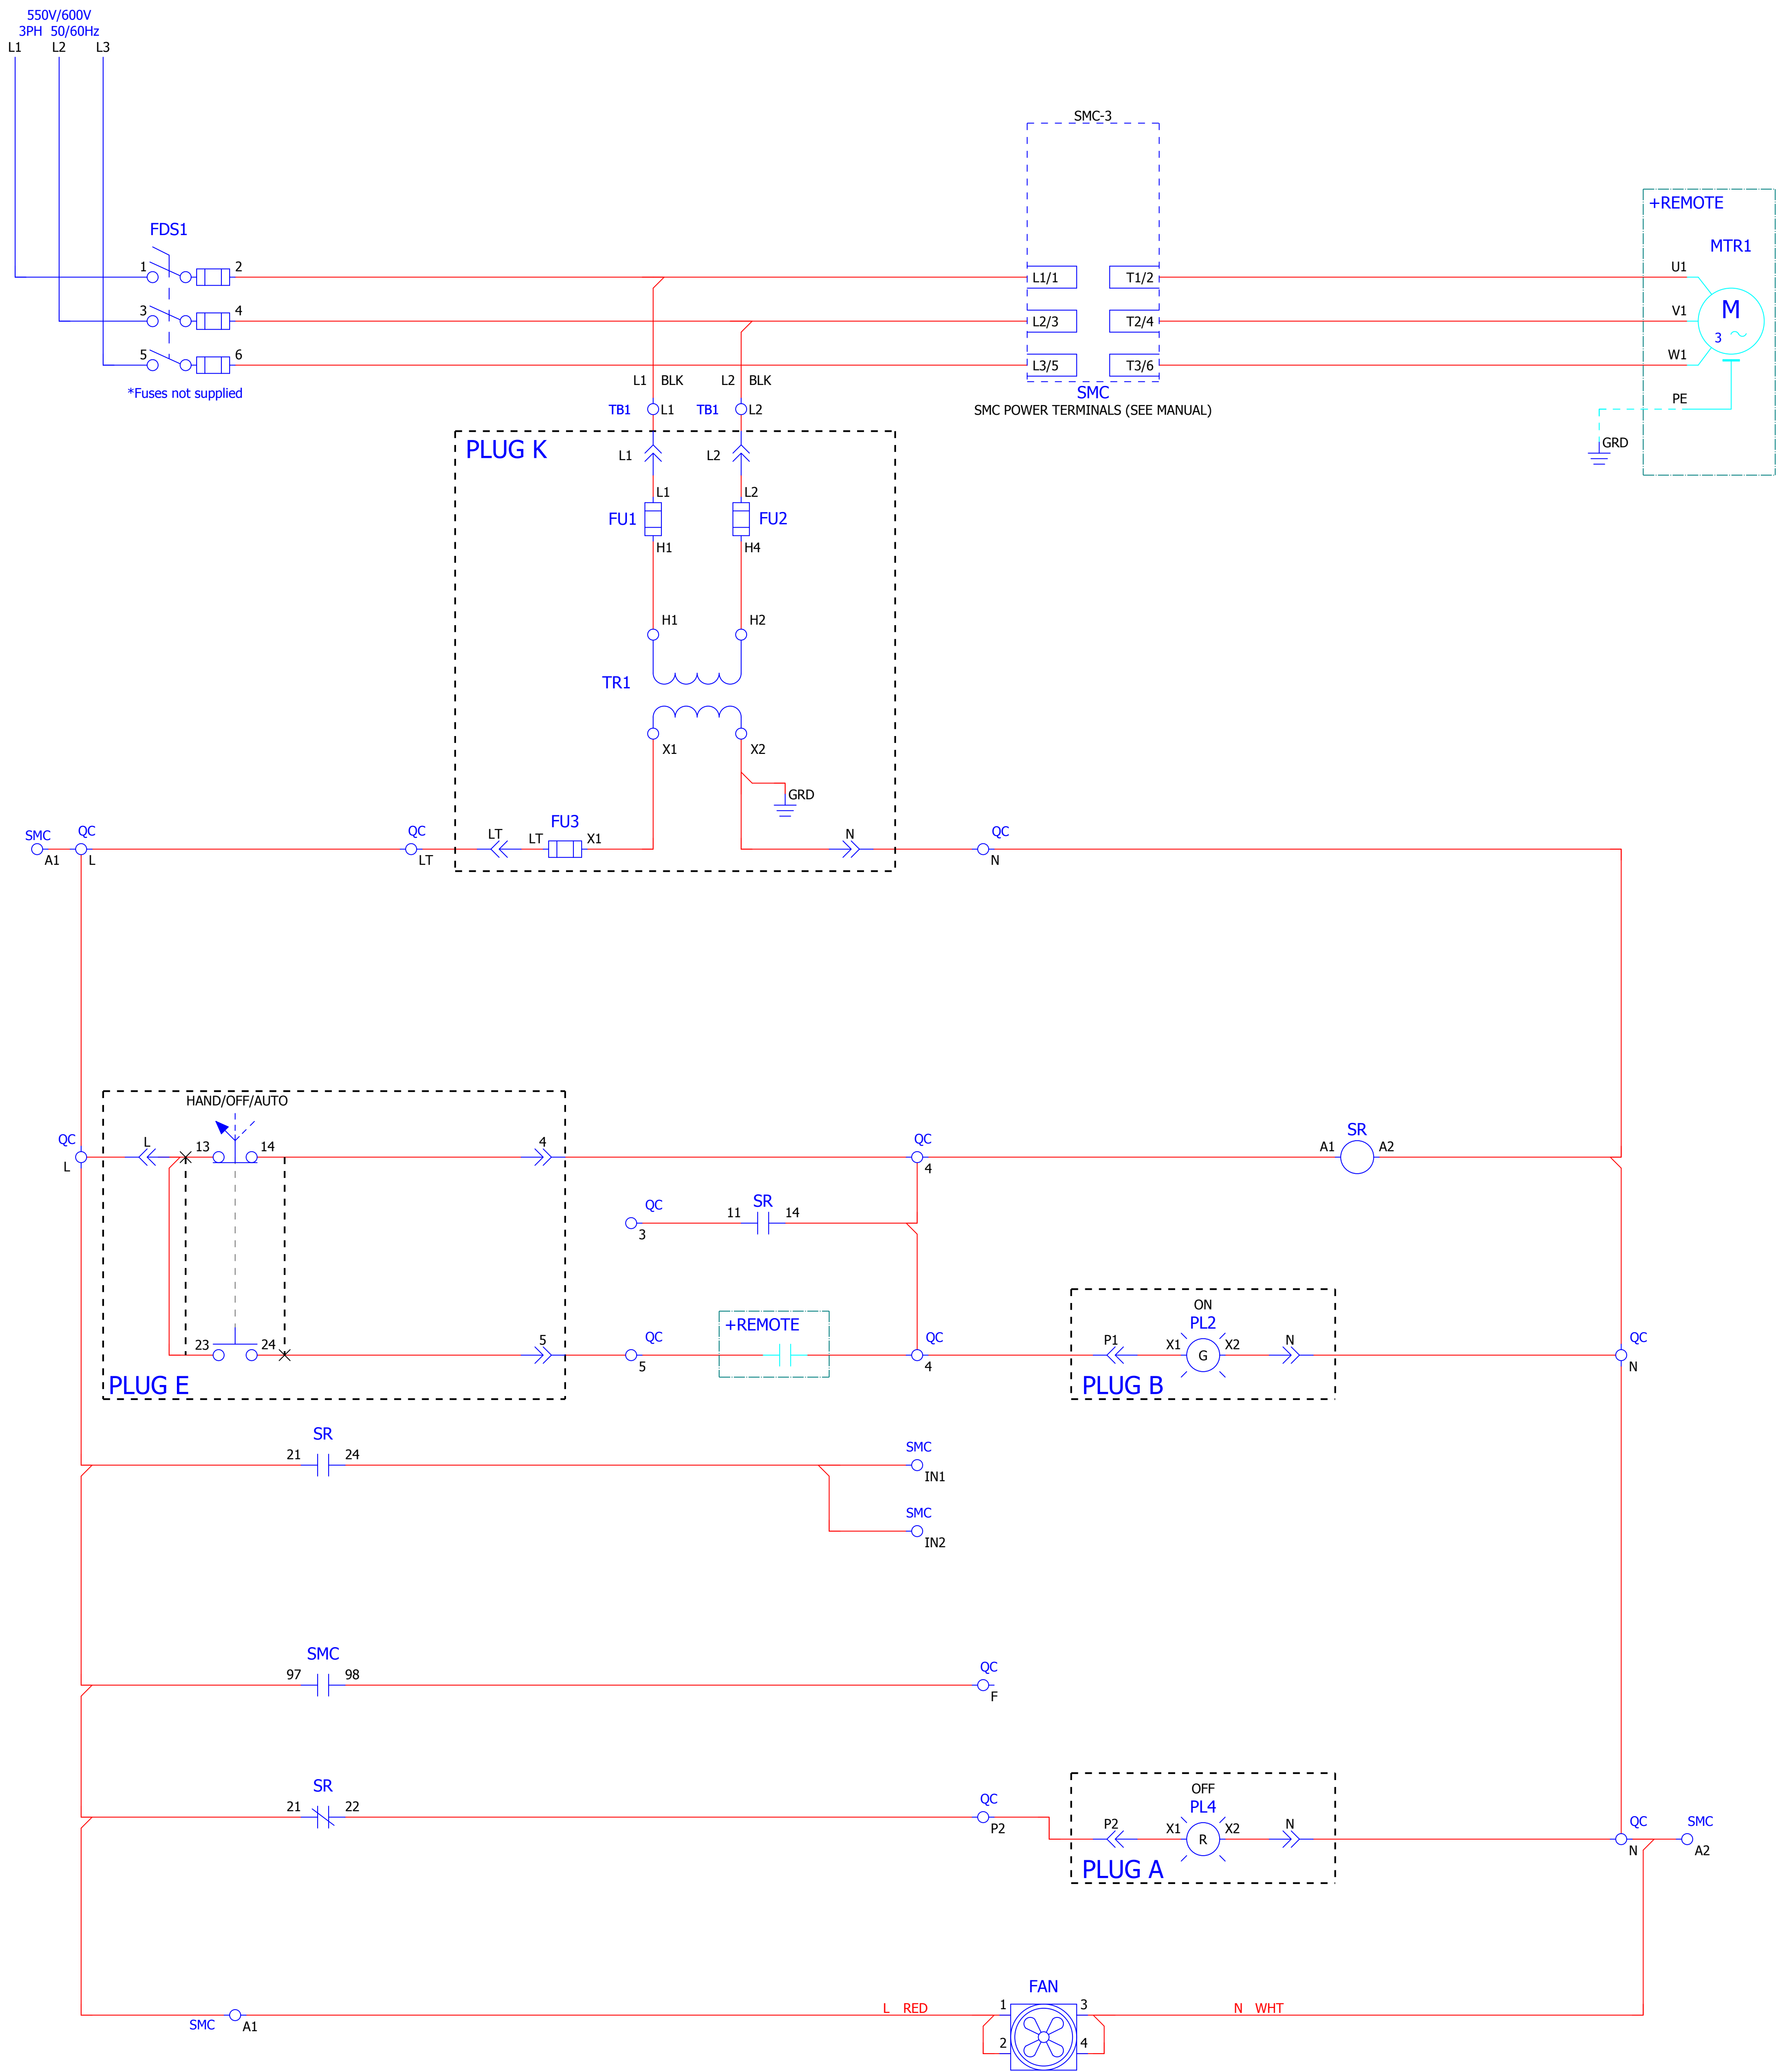 550V/600V
3PH 50/60Hz
L1 L2 L3
SMC-3
+REMOTE
MTR1
FDS1
1 2 L1/1 T1/2 U1
3 4 L2/3 T2/4 V1
M
3
5 6 L3/5 T3/6 W1
*Fuses not supplied
L1 BLK L2 BLK
SMC
SMC POWER TERMINALS (SEE MANUAL)
PE
TB1 L1 TB1 L2
GRD
PLUG K
L1 L2
L1 L2
FU1 FU2
H1 H4
H1 H2
TR1
X1 X2
GRD
SMC QC QC LT LT FU3 X1 N QC
A1 L LT N
HAND/OFF/AUTO
QC L 13 14 4 QC A1 SR A2
L 4
QC 11 SR 14
3
ON
+REMOTE
PL2
23 24 5 QC QC P1 X1 G X2 N QC
5 4 N
PLUG E
PLUG B
SR
21 24 SMC
IN1
SMC
IN2
SMC
97 98 QC
F
SR
21 22 QC
P2
OFF
PL4
P2 X1 R X2 N QC SMC
N A2
PLUG A
FAN
L RED 1 3 N WHT
SMC A1
2 4